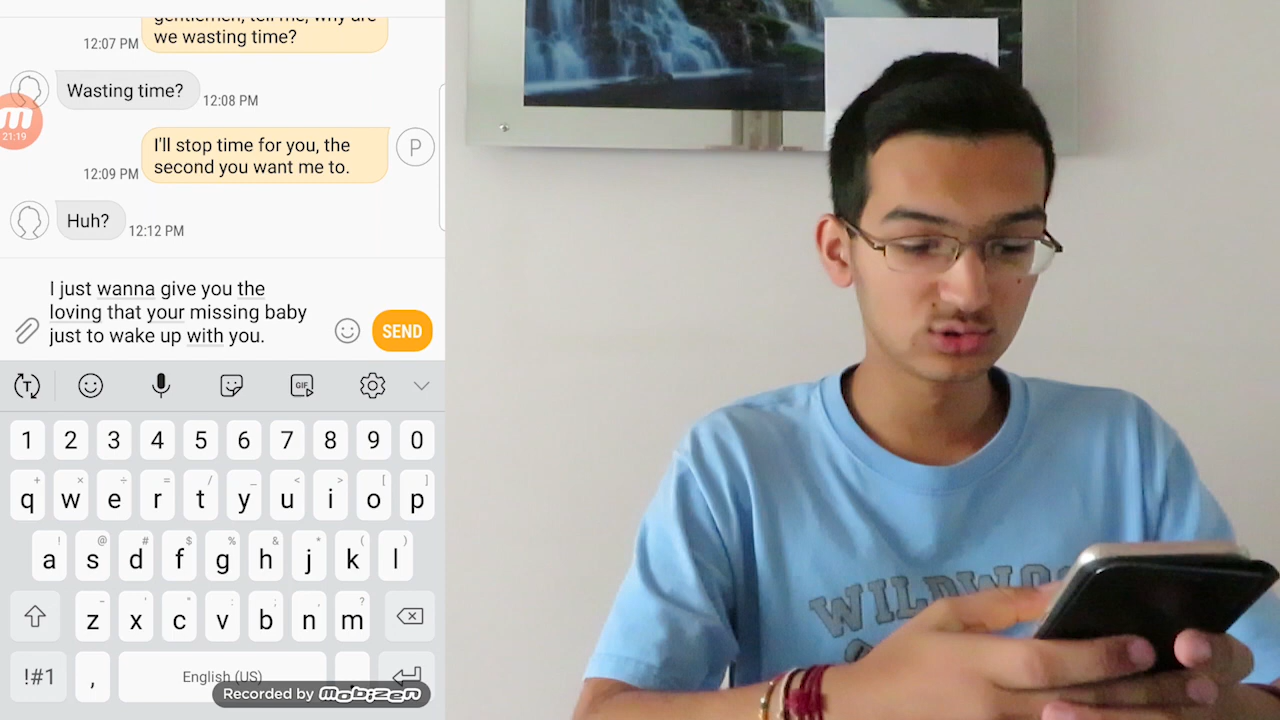 gentlemen, tell me, why are
we wasting time?
12:07 PM
Wasting time?
12:08 PM
21:19
I'll stop time for you, the
second you want me to.
12:09 PM
P
Huh?
12:12 PM
I just wanna give you the
loving that your missing baby
just to wake up with you.
SEND
T
GIF
1 2 3 4 5 6 7 8 9 0
q w e r t y u i o p
a s d f g h j k l
z x c v b n m
!#1 , English (US)
Recorded by mobizen
WILDWOO